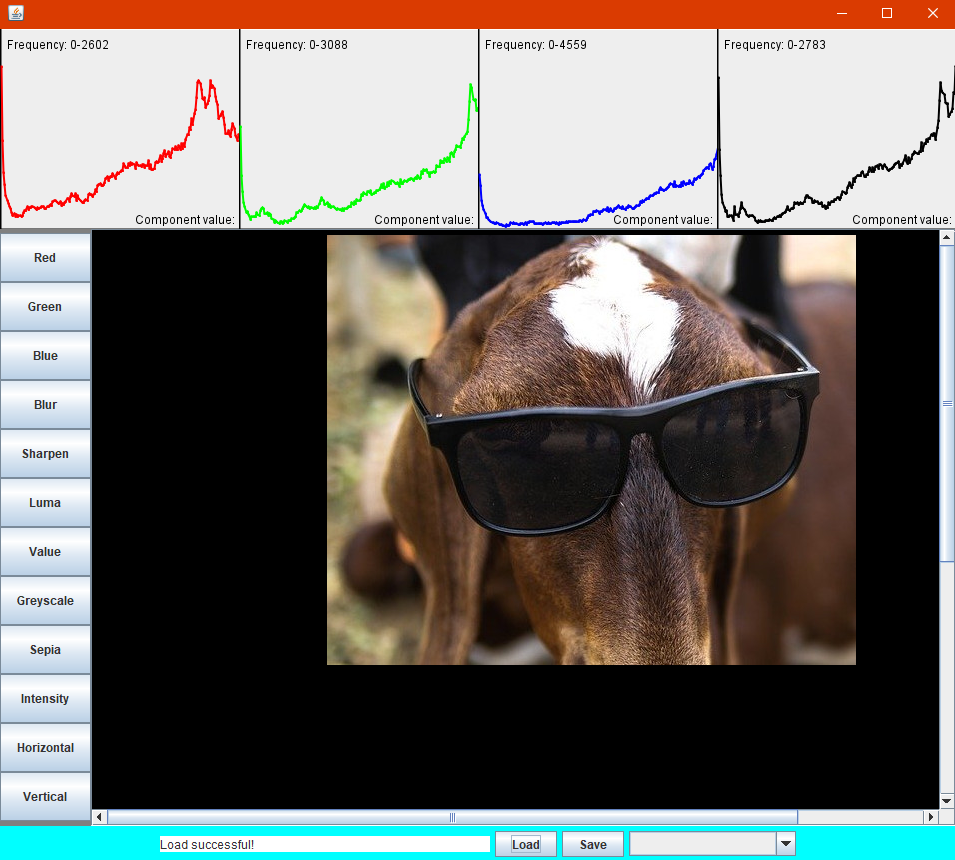 Frequency: 0-2602
Component value:
Frequency: 0-3088
Component value:
Frequency: 0-4559
Component value:
Frequency: 0-2783
Component value:
Red
Green
Blue
Blur
Sharpen
Luma
Value
Greyscale
Sepia
Intensity
Horizontal
Vertical
Load successful!
Load
Save